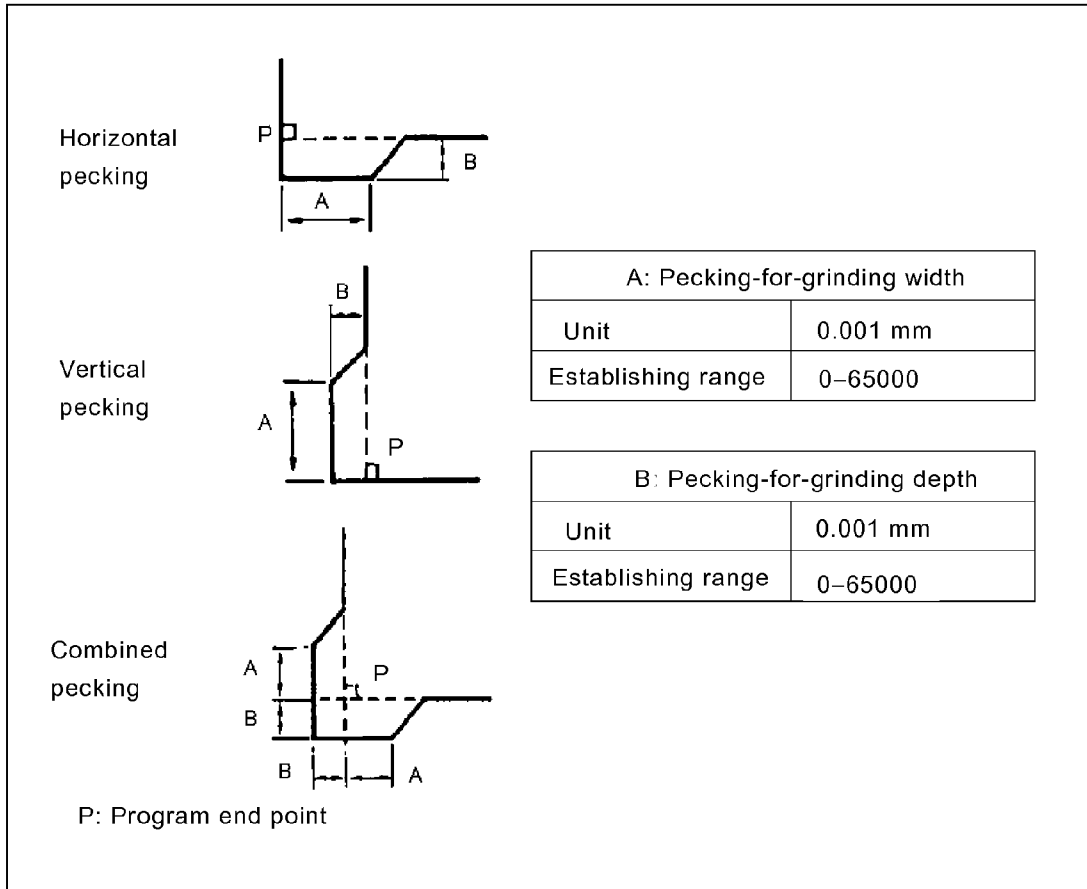 Horizontal
pecking
P
B
A
Vertical
pecking
B
A
P
Combined
pecking
A
P
B
B
A
P: Program end point
A: Pecking-for-grinding width
Unit 0.001 mm
Establishing range 0–65000
B: Pecking-for-grinding depth
Unit 0.001 mm
Establishing range 0–65000